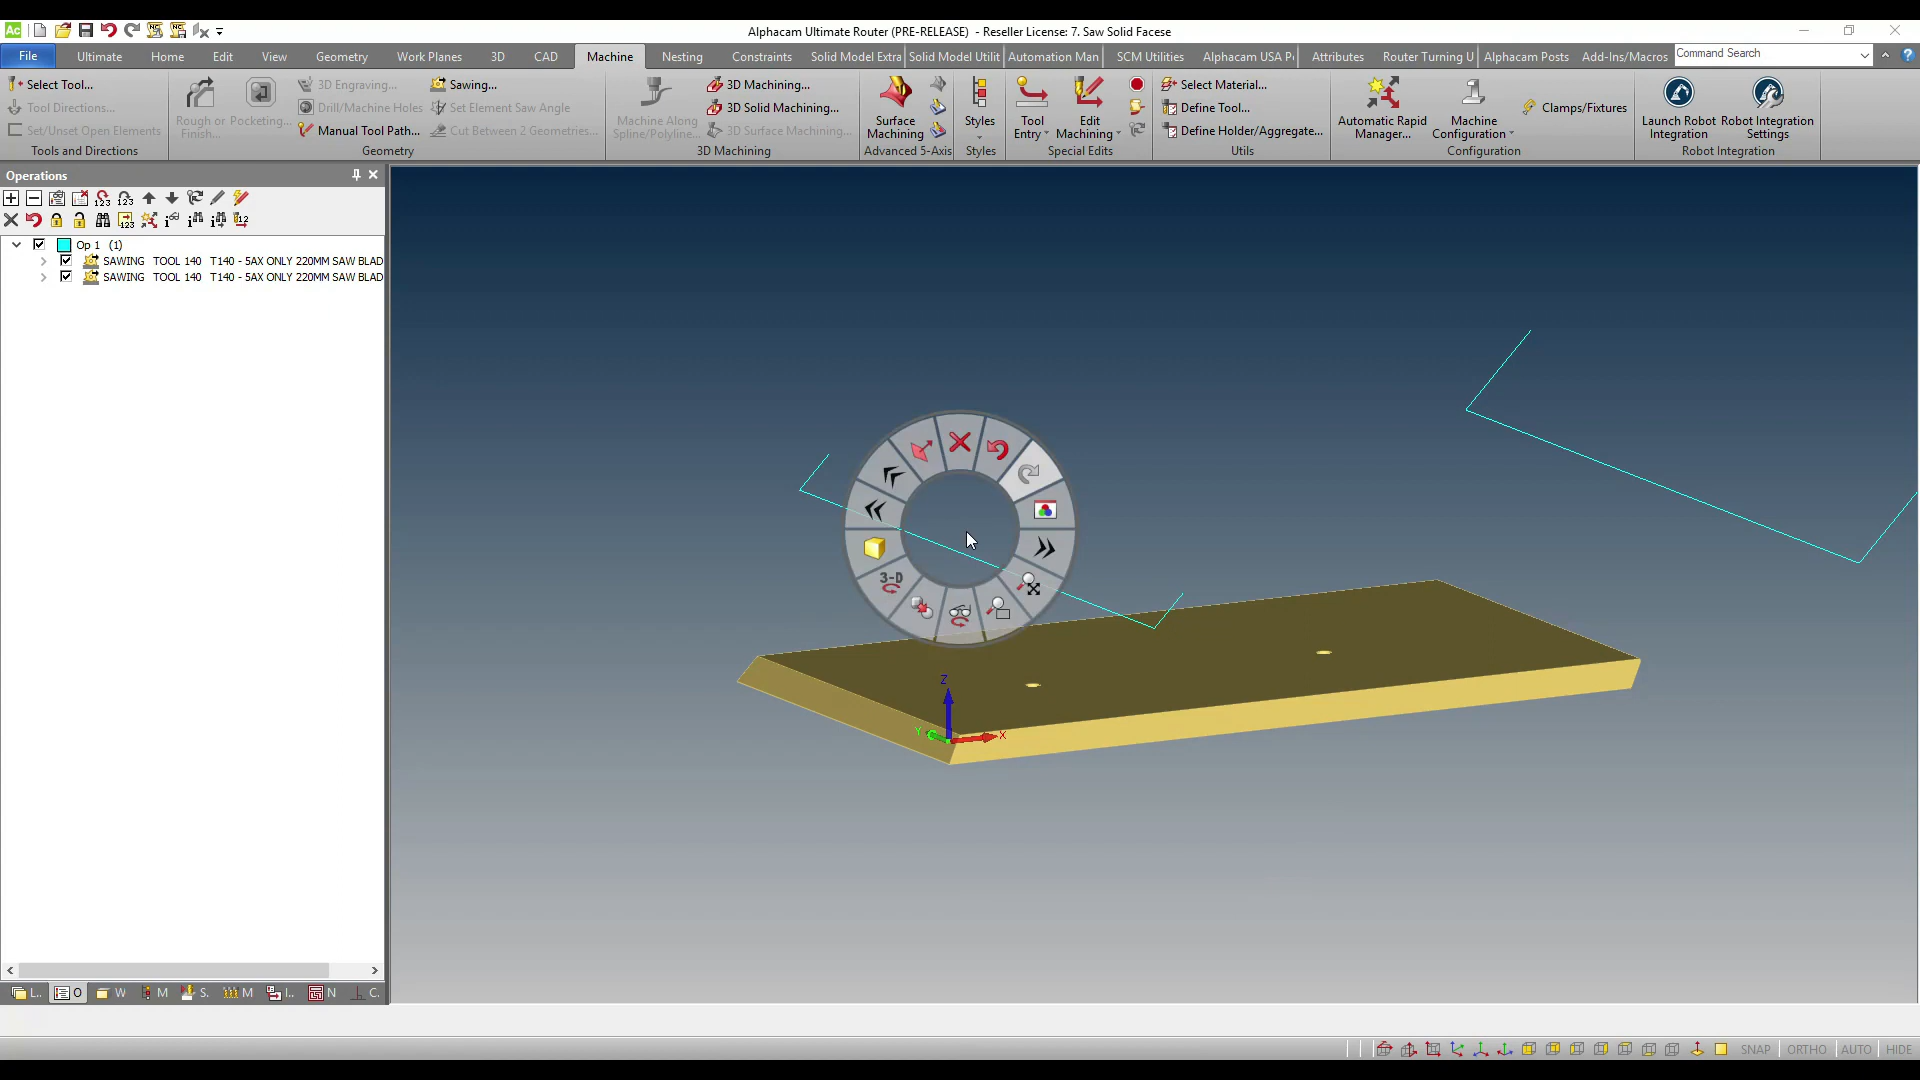 Ac
Alphacam Ultimate Router (PRE-RELEASE) - Reseller License: 7. Saw Solid Facese
File Ultimate Home Edit View Geometry Work Planes 3D CAD Machine Nesting Constraints Solid Model Extra Solid Model Utilit Automation Man SCM Utilities Alphacam USA P Attributes Router Turning U Alphacam Posts Add-Ins/Macros Command Search
Select Tool...
Tool Directions...
Set/Unset Open Elements
Tools and Directions
Rough or Finish...
Pocketing...
3D Engraving...
Drill/Machine Holes
Manual Tool Path...
Sawing...
Set Element Saw Angle
Cut Between 2 Geometries...
Geometry
Machine Along Spline/Polyline...
3D Machining...
3D Solid Machining...
3D Surface Machining...
3D Machining
Surface Machining
Advanced 5-Axis
Styles
Styles
Tool Entry
Edit Machining
Special Edits
Select Material...
Define Tool...
Define Holder/Aggregate...
Utils
Automatic Rapid Manager...
Machine Configuration
Clamps/Fixtures
Configuration
Launch Robot Integration
Robot Integration Settings
Robot Integration
Operations
Op 1 (1)
SAWING TOOL 140 T140 - 5AX ONLY 220MM SAW BLAD
SAWING TOOL 140 T140 - 5AX ONLY 220MM SAW BLAD
3-D
Z
Y
X
L.. O W M S. M I.. N C.
SNAP ORTHO AUTO HIDE